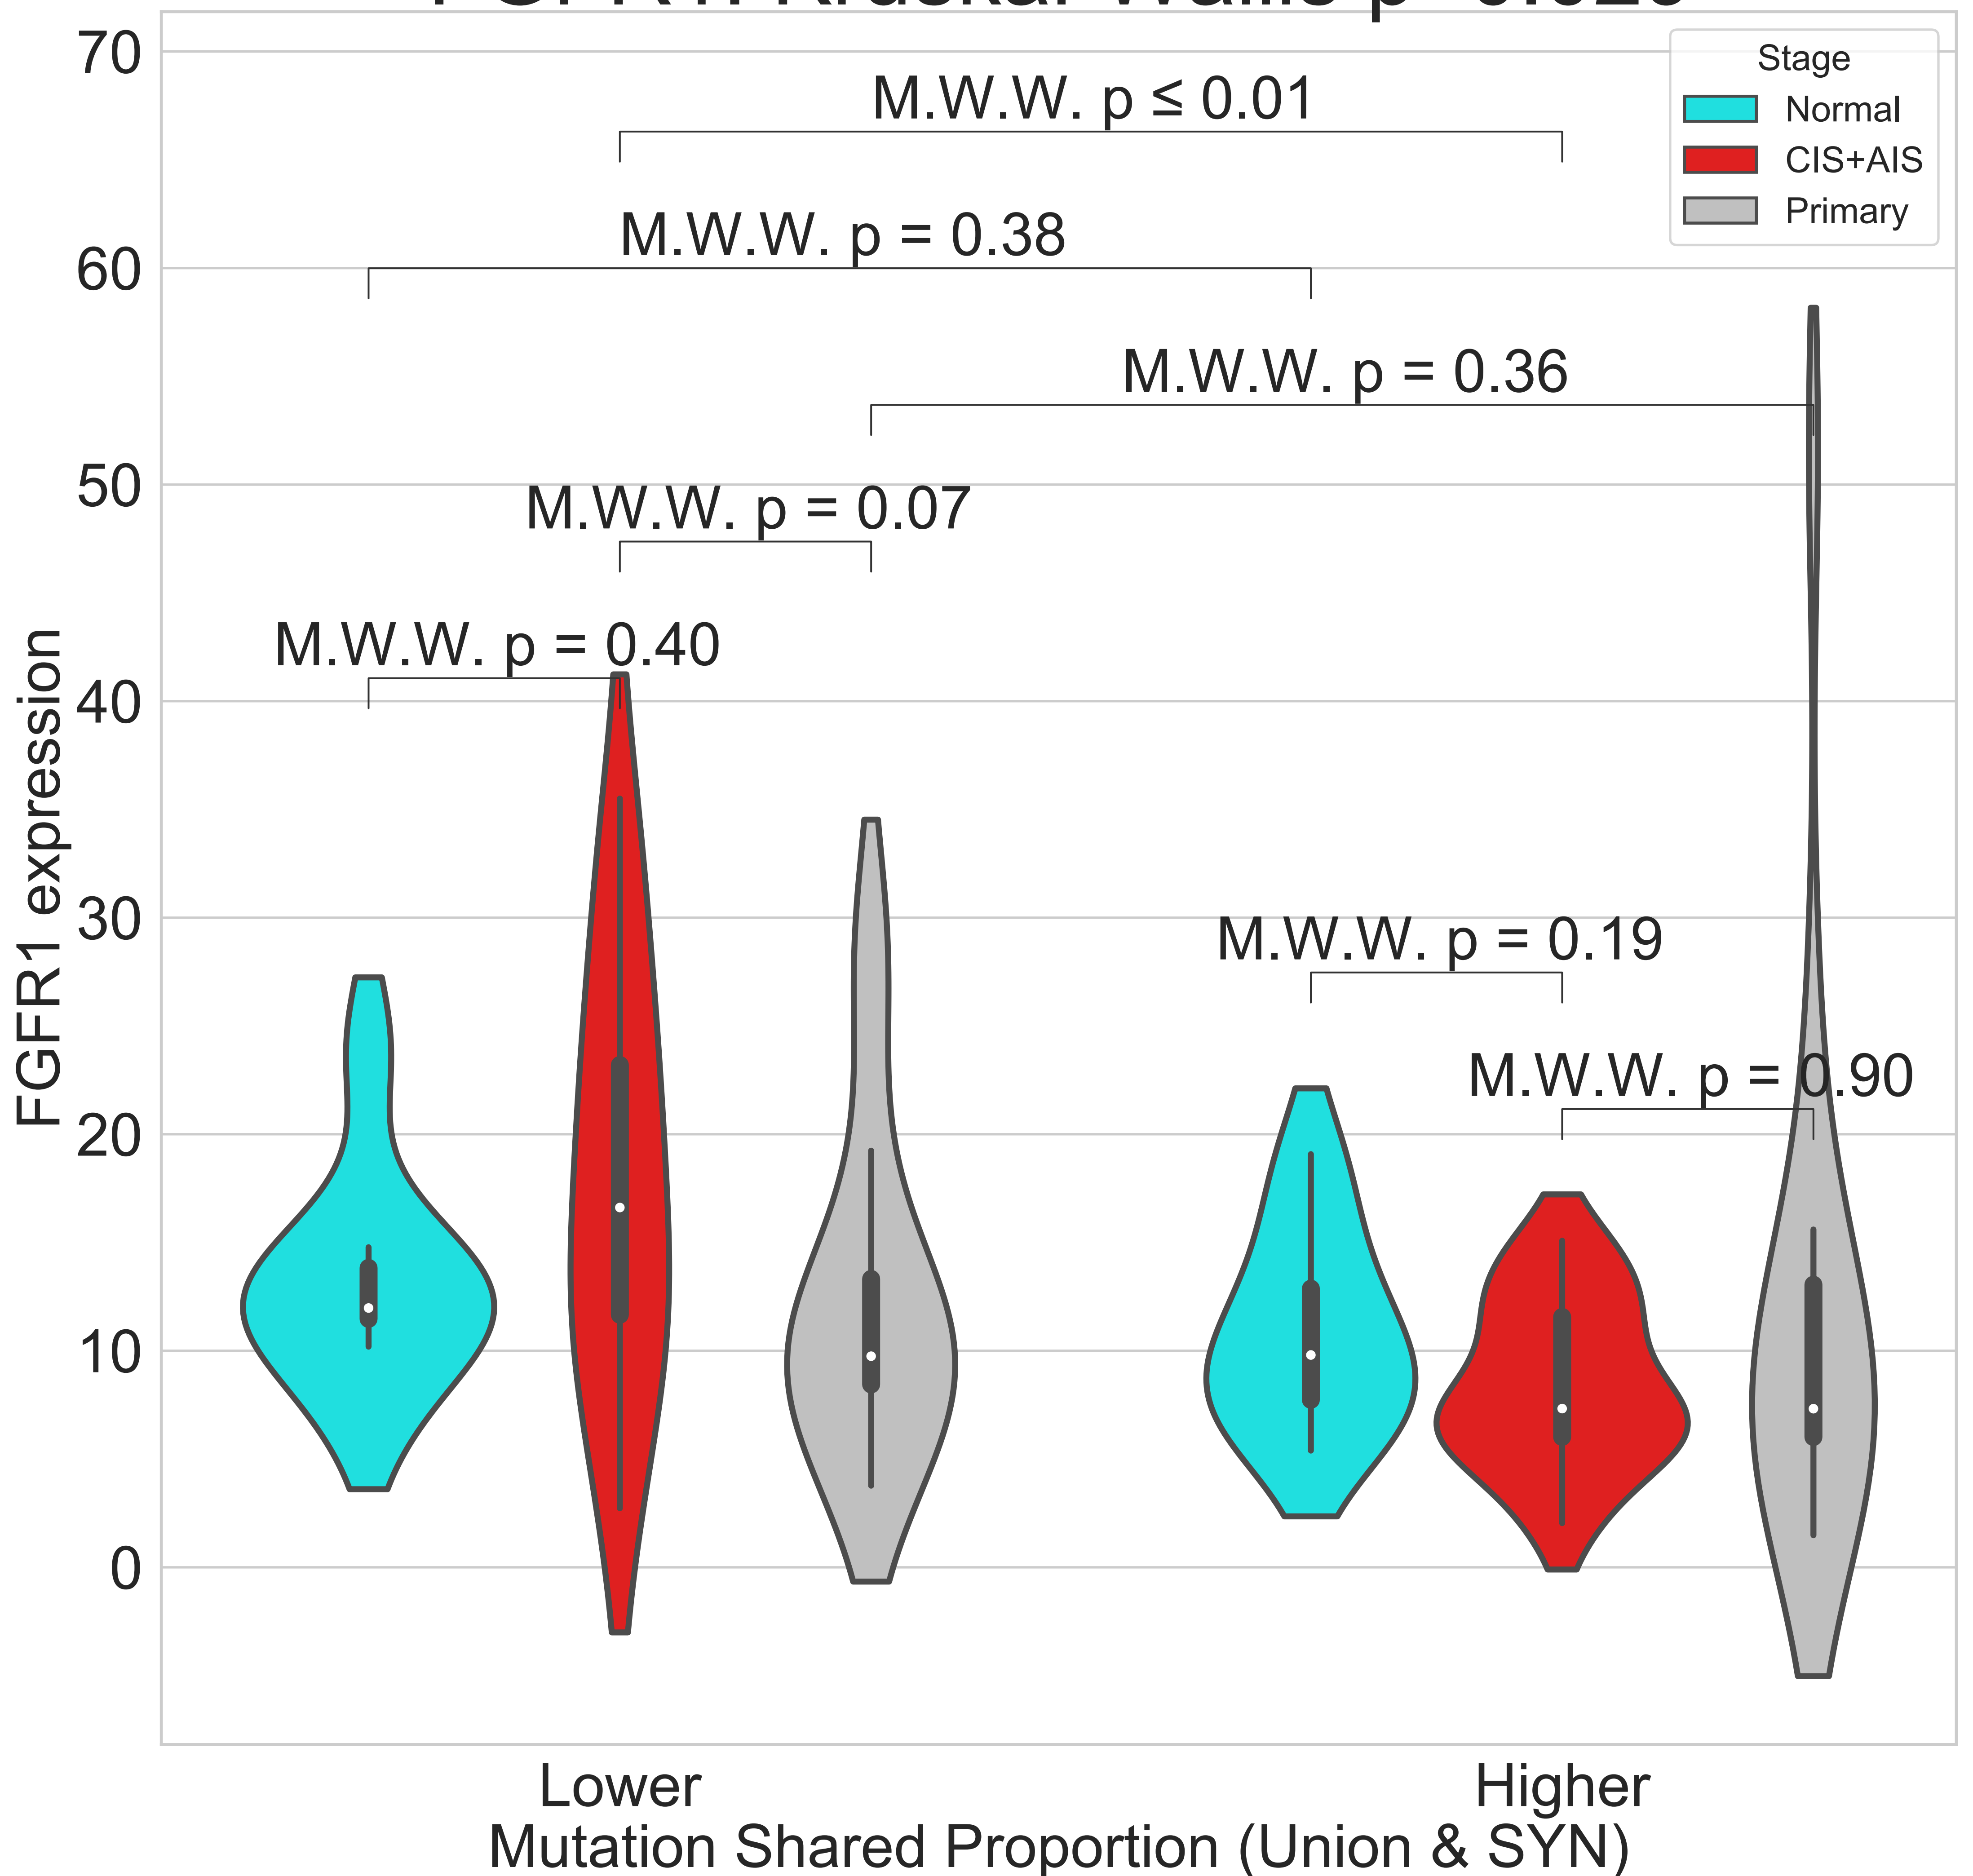 70
60
50
40
30
20
10
0
FGFR1 expression
Stage
Normal
CIS+AIS
Primary
M.W.W. p ≤ 0.01
M.W.W. p = 0.38
M.W.W. p = 0.36
M.W.W. p = 0.07
M.W.W. p = 0.40
M.W.W. p = 0.19
M.W.W. p = 0.90
Lower
Higher
Mutation Shared Proportion (Union & SYN)